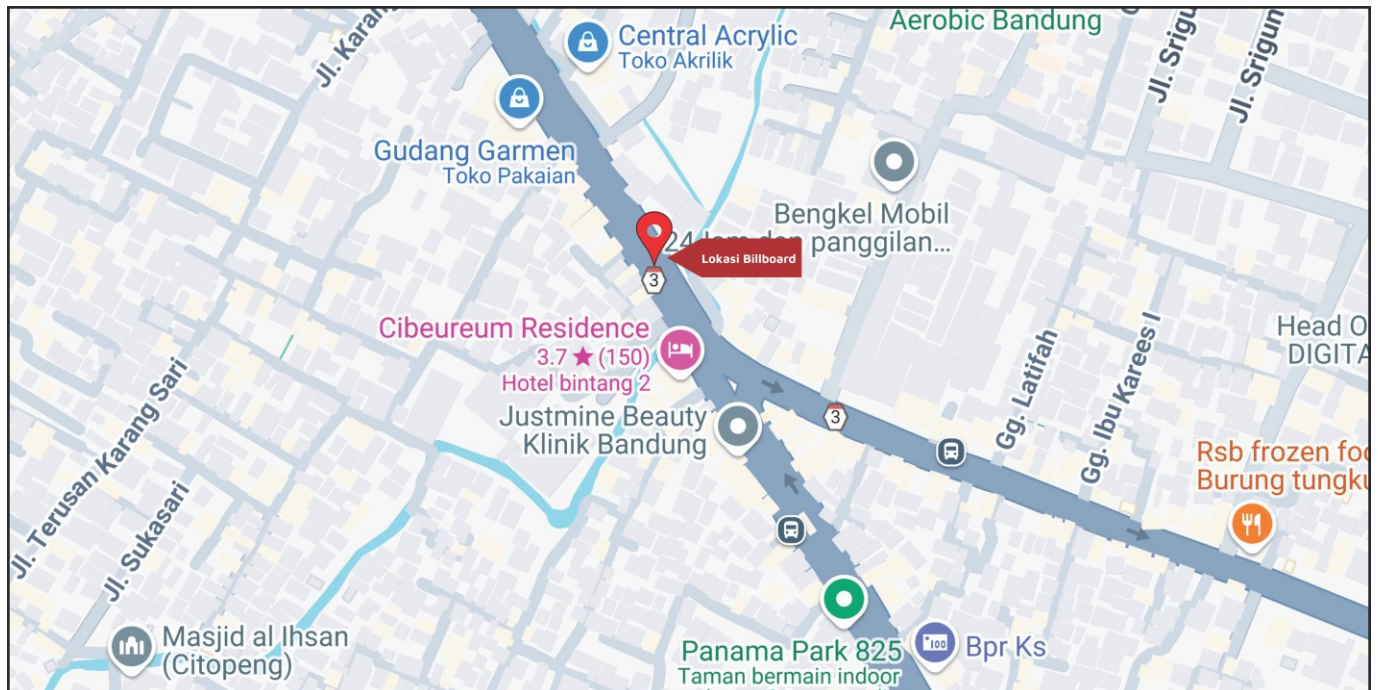 Jl. Karang
Central Acrylic
Toko Akrilik
Aerobic Bandung
Jl. Srigun
Jl. Srigun
Gudang Garmen
Toko Pakaian
Bengkel Mobil
24 Jam dan panggilan...
Lokasi Billboard
3
Cibeureum Residence
3.7 ★ (150)
Hotel bintang 2
Head O
DIGITA
Justmine Beauty
Klinik Bandung
3
Gg. Latifah
Gg. Ibu Karees I
Jl. Terusan Karang Sari
Jl. Sukasari
Rsb frozen foo
Burung tungku
Masjid al Ihsan
(Citopeng)
Panama Park 825
Taman bermain indoor
100
Bpr Ks